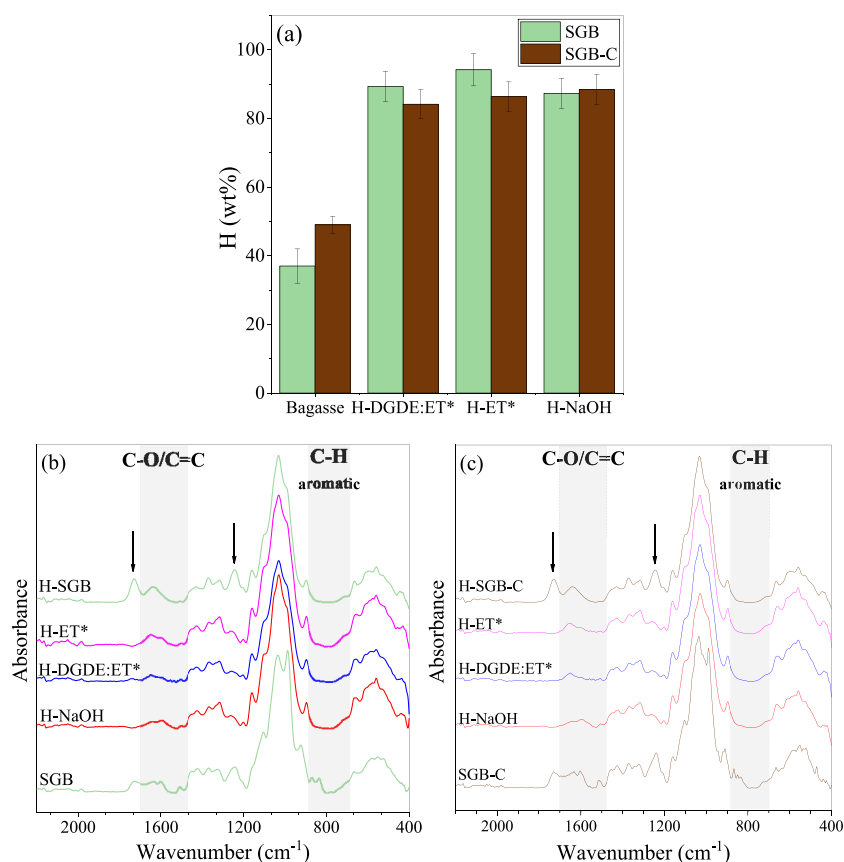 (a)
SGB
SGB-C
100
80
60
40
20
0
H (wt%)
Bagasse H-DGDE:ET* H-ET* H-NaOH
(b)
C-O/C=C
C-H
aromatic
H-SGB
H-ET*
H-DGDE:ET*
H-NaOH
SGB
Absorbance
2000 1600 1200 800 400
Wavenumber (cm-1)
(c)
C-O/C=C
C-H
aromatic
H-SGB-C
H-ET*
H-DGDE:ET*
H-NaOH
SGB-C
Absorbance
2000 1600 1200 800 400
Wavenumber (cm-1)